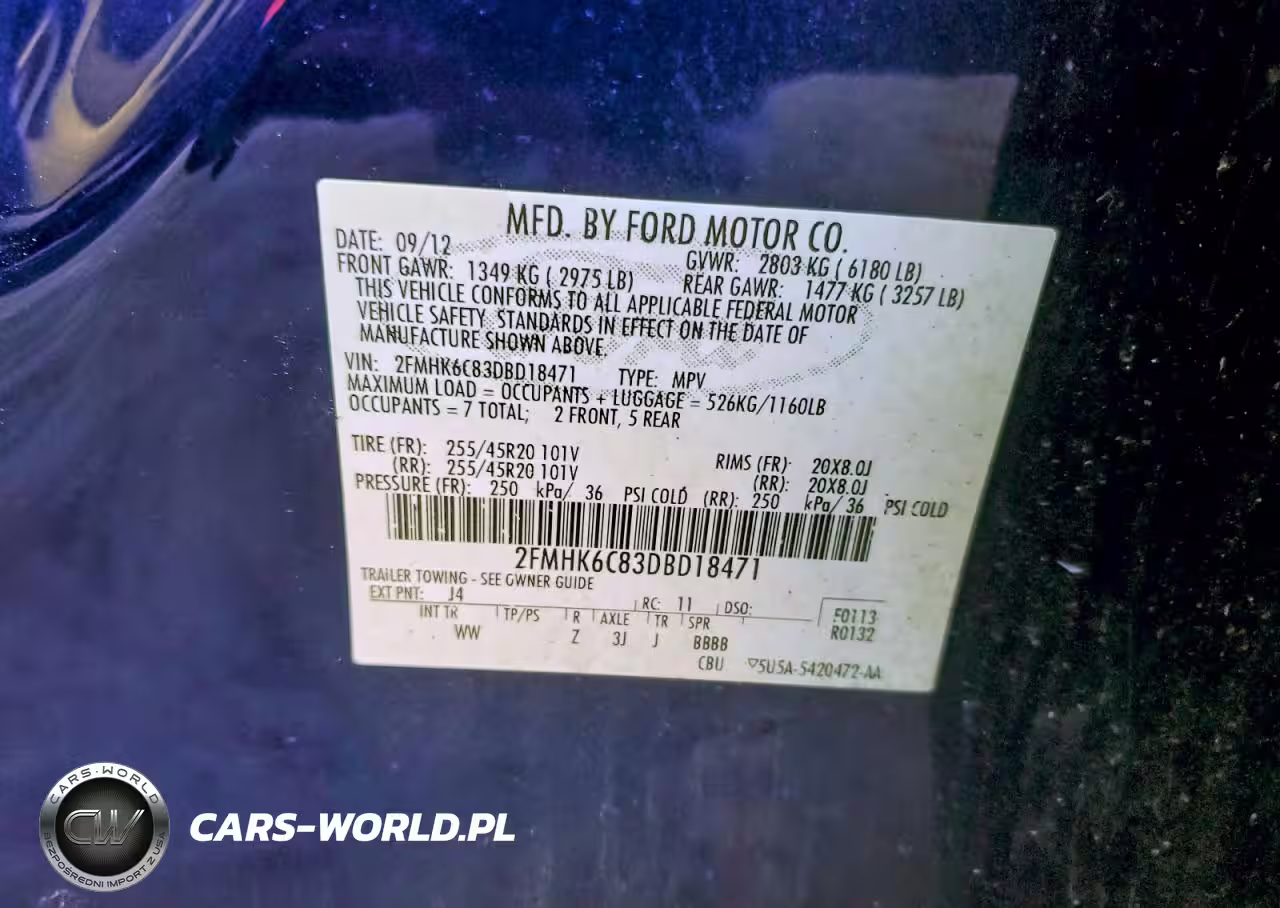 MFD. BY FORD MOTOR CO.
DATE: 09/12 GVWR: 2803 KG ( 6180 LB)
FRONT GAWR: 1349 KG ( 2975 LB) REAR GAWR: 1477 KG ( 3257 LB)
THIS VEHICLE CONFORMS TO ALL APPLICABLE FEDERAL MOTOR
VEHICLE SAFETY STANDARDS IN EFFECT ON THE DATE OF
MANUFACTURE SHOWN ABOVE.
VIN: 2FMHK6C83DBD18471 TYPE: MPV
MAXIMUM LOAD = OCCUPANTS + LUGGAGE = 526KG/1160LB
OCCUPANTS = 7 TOTAL; 2 FRONT, 5 REAR
TIRE (FR): 255/45R20 101V RIMS (FR): 20X8.0J
(RR): 255/45R20 101V (RR): 20X8.0J
PRESSURE (FR): 250 kPa/ 36 PSI COLD (RR): 250 kPa/ 36 PSI COLD
2FMHK6C83DBD18471
TRAILER TOWING - SEE OWNER GUIDE
EXT PNT: J4 RC: 11 DSO: F0113
INT TR TP/PS R AXLE TR SPR R0132
WW Z 3J J BBBB
CBU 5U5A-5420472-AA
CARS-WORLD
CW
BEZPOŚREDNI IMPORT Z USA
CARS-WORLD.PL